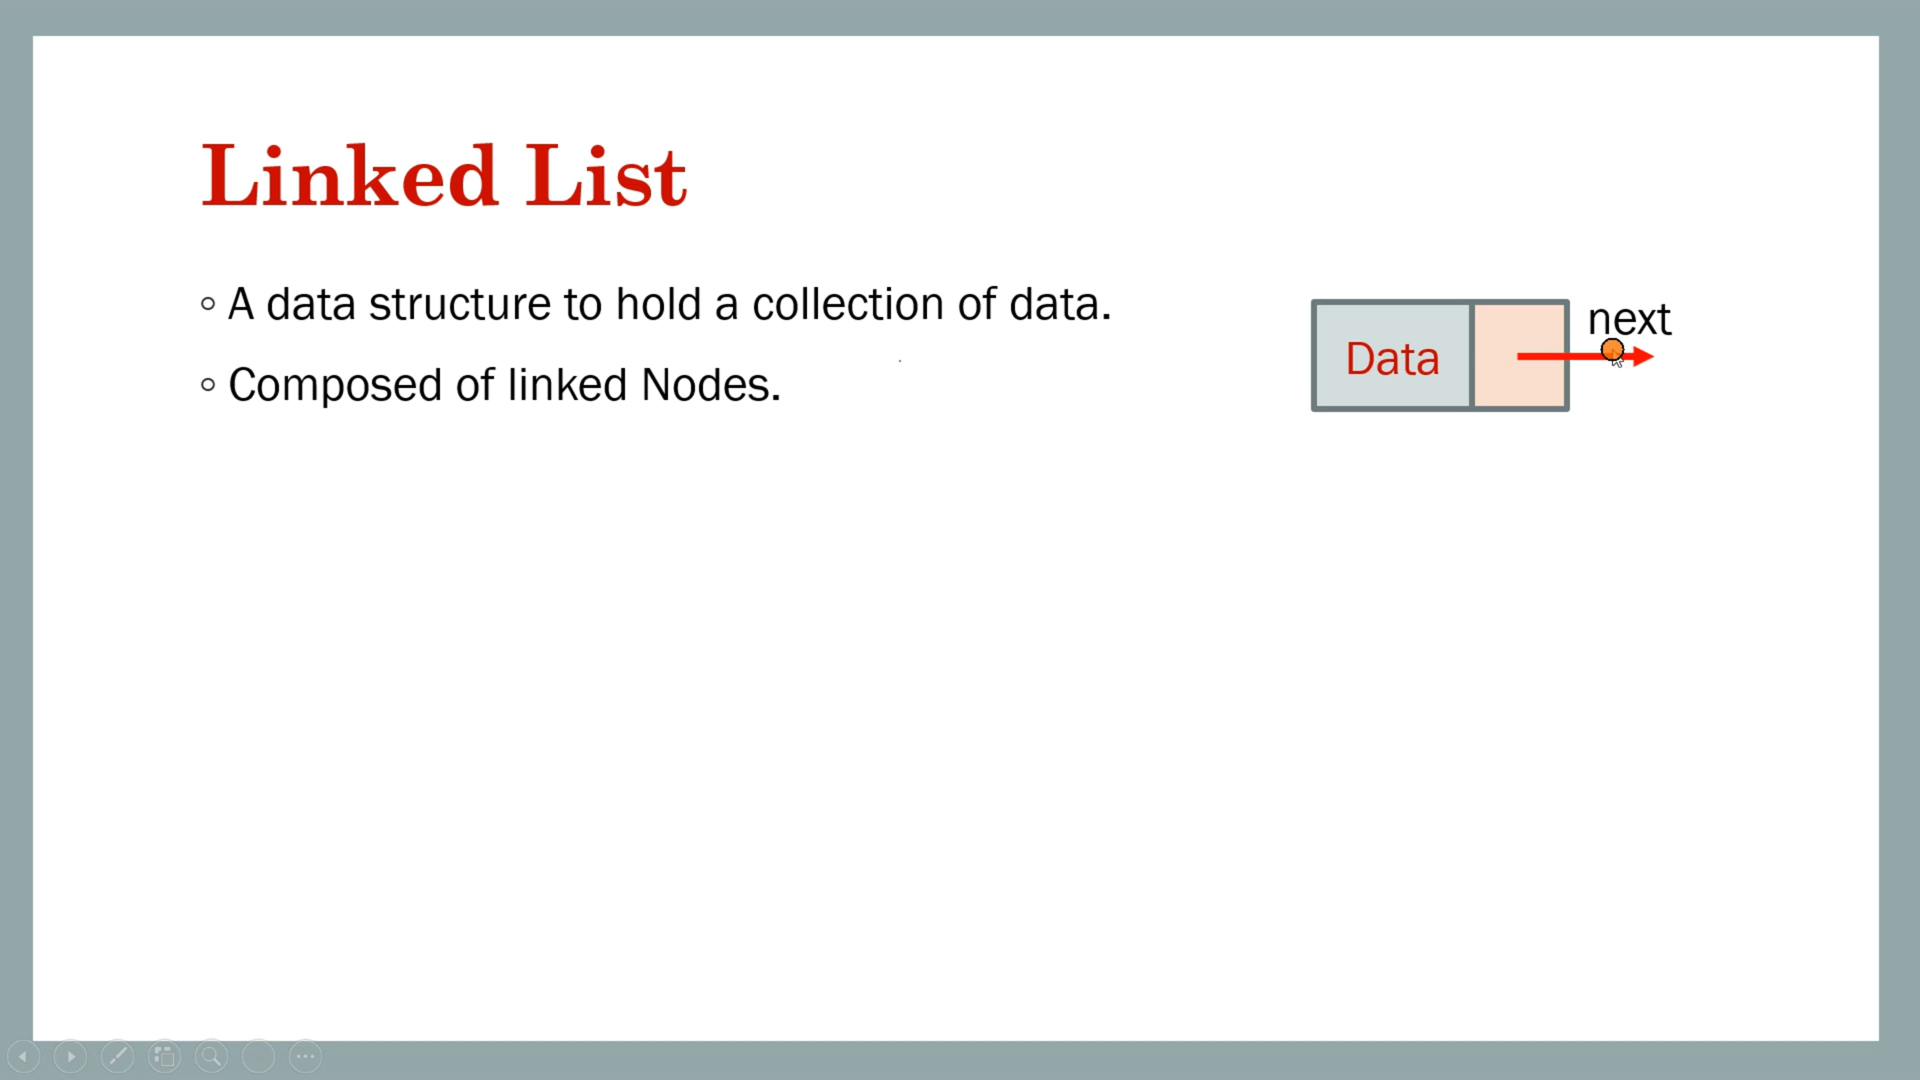 Linked List
A data structure to hold a collection of data.
Composed of linked Nodes.
next
Data